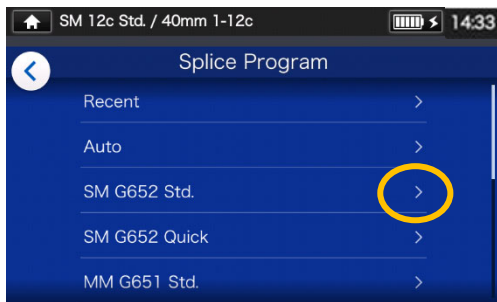 SM 12c Std. / 40mm 1-12c 14:33
Splice Program
Recent
Auto
SM G652 Std.
SM G652 Quick
MM G651 Std.